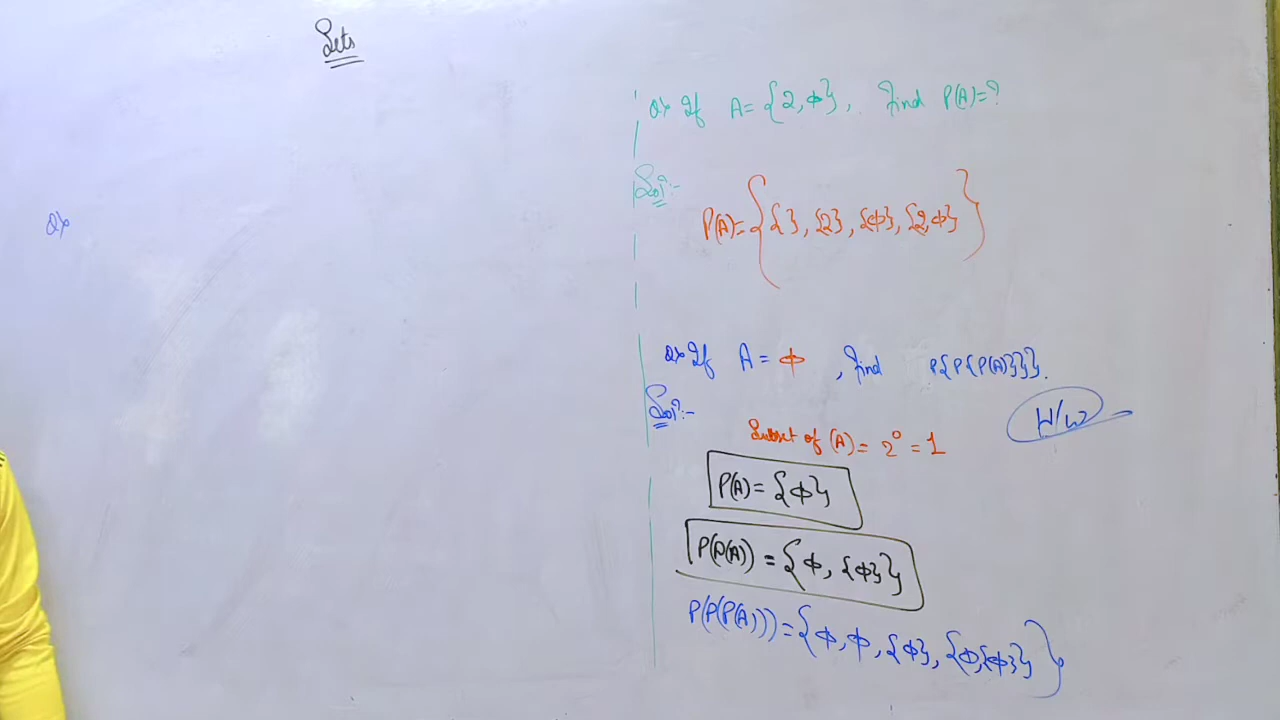 Sets
Q⟩
Q⟩ If A = {2, ϕ}, Find P(A)=?
Sol?:-
P(A)= { { }, {2}, {ϕ}, {2,ϕ} }
Q⟩ If A = ϕ , find P{P{P(A)}}}.
Sol?:-
H/W
Subset of (A) = 2⁰ = 1
P(A) = {ϕ}
P(P(A)) = {ϕ, {ϕ}}
P(P(P(A))) = {ϕ, ϕ, {ϕ}, {ϕ,{ϕ}} }